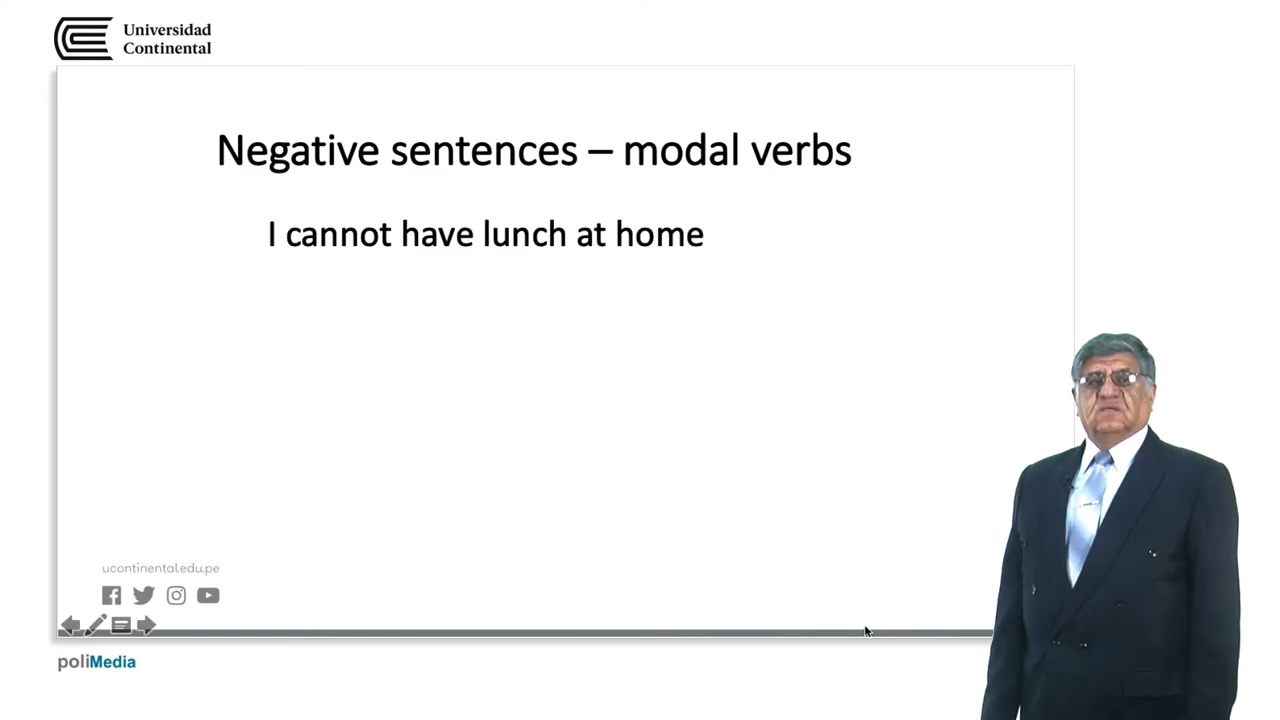 Universidad
Continental
Negative sentences – modal verbs
I cannot have lunch at home
ucontinental.edu.pe
poliMedia